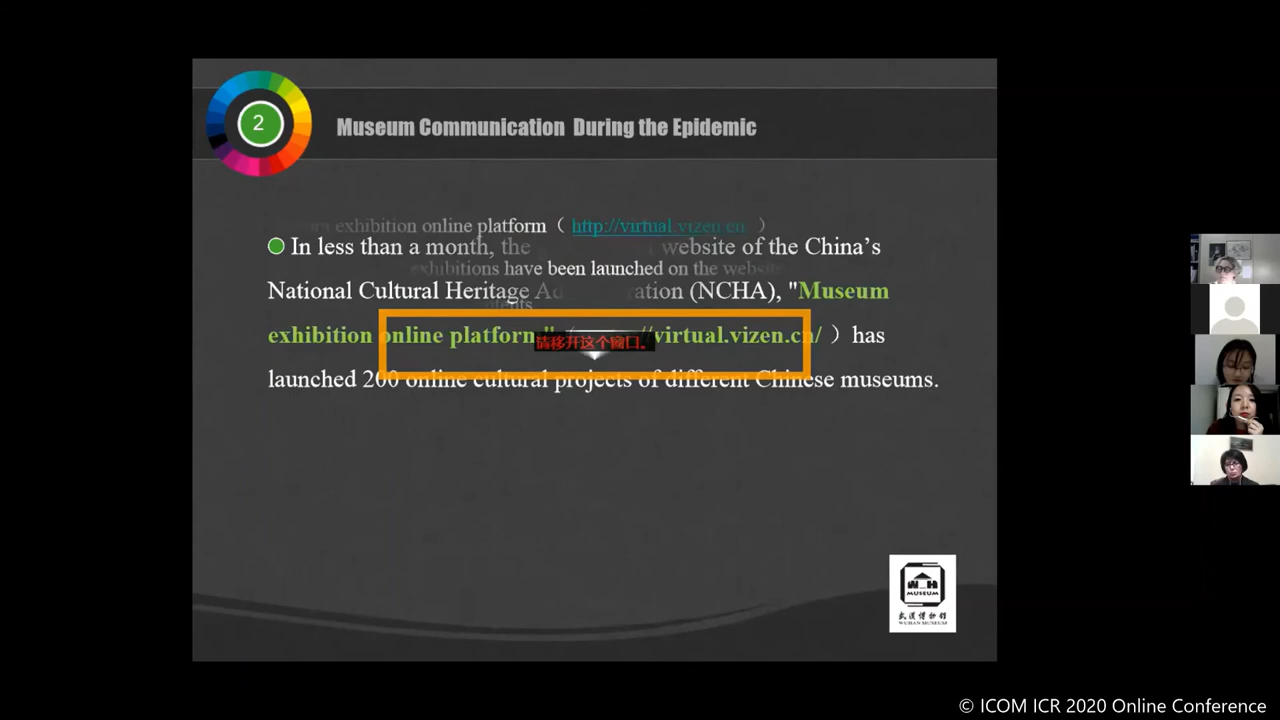 2
Museum Communication During the Epidemic
exhibition online platform（ http://virtual.vizen.cn ）
In less than a month, the website of the China’s
exhibitions have been launched on the website
National Cultural Heritage Ad ration (NCHA), "Museum
exhibition online platform" //virtual.vizen.cn/ ）has
请移开这个窗口。
launched 200 online cultural projects of different Chinese museums.
MUSEUM
武汉博物馆
WUHAN MUSEUM
© ICOM ICR 2020 Online Conference